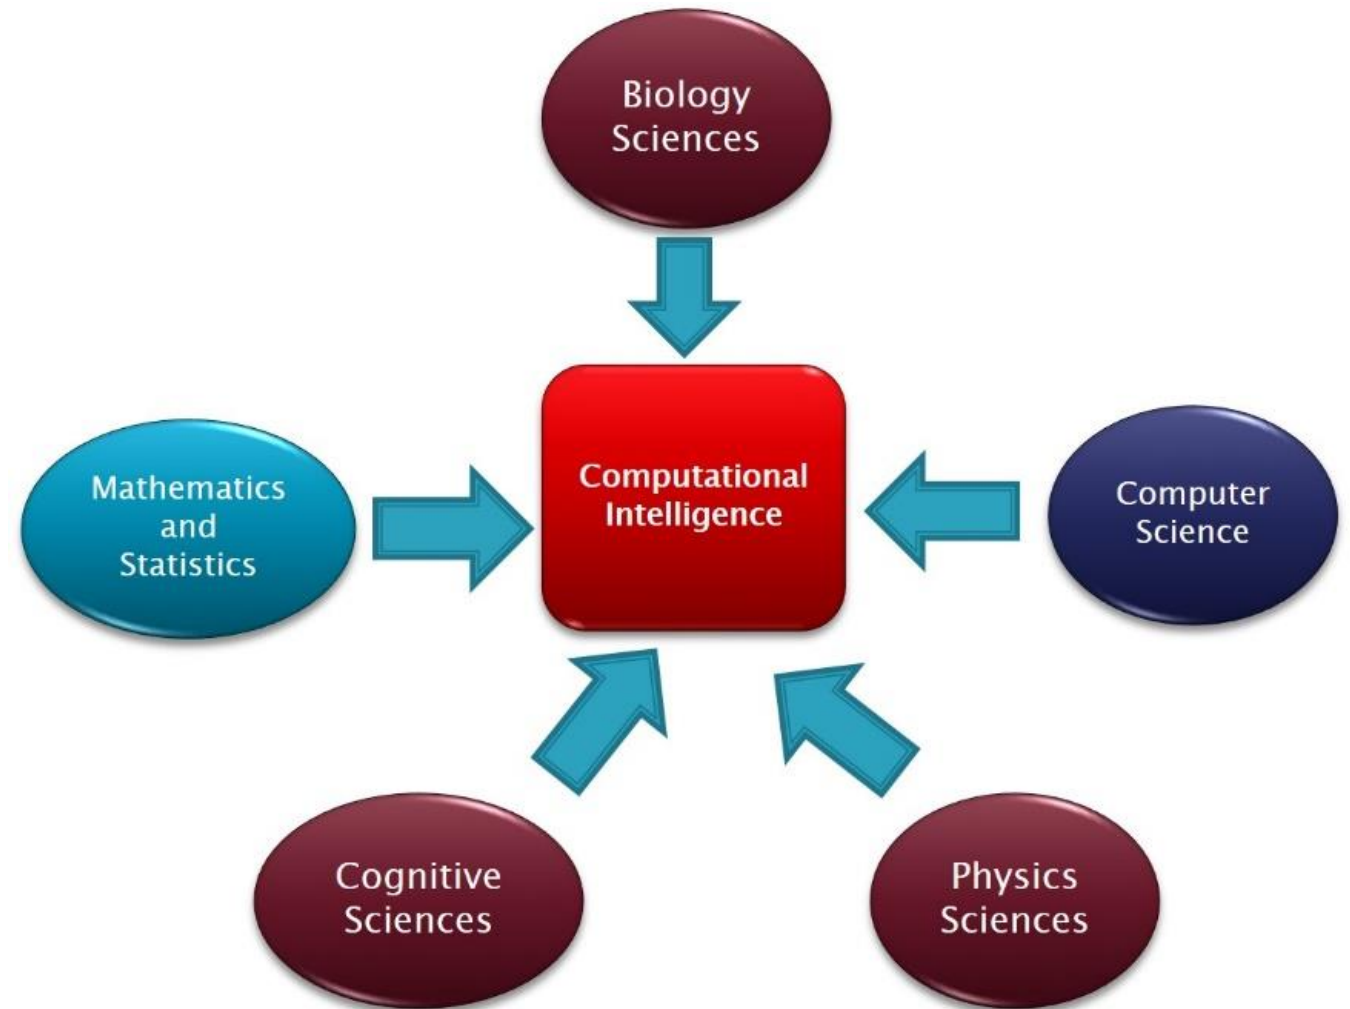 Biology
Sciences
Computational
Intelligence
Mathematics
and
Statistics
Computer
Science
Cognitive
Sciences
Physics
Sciences